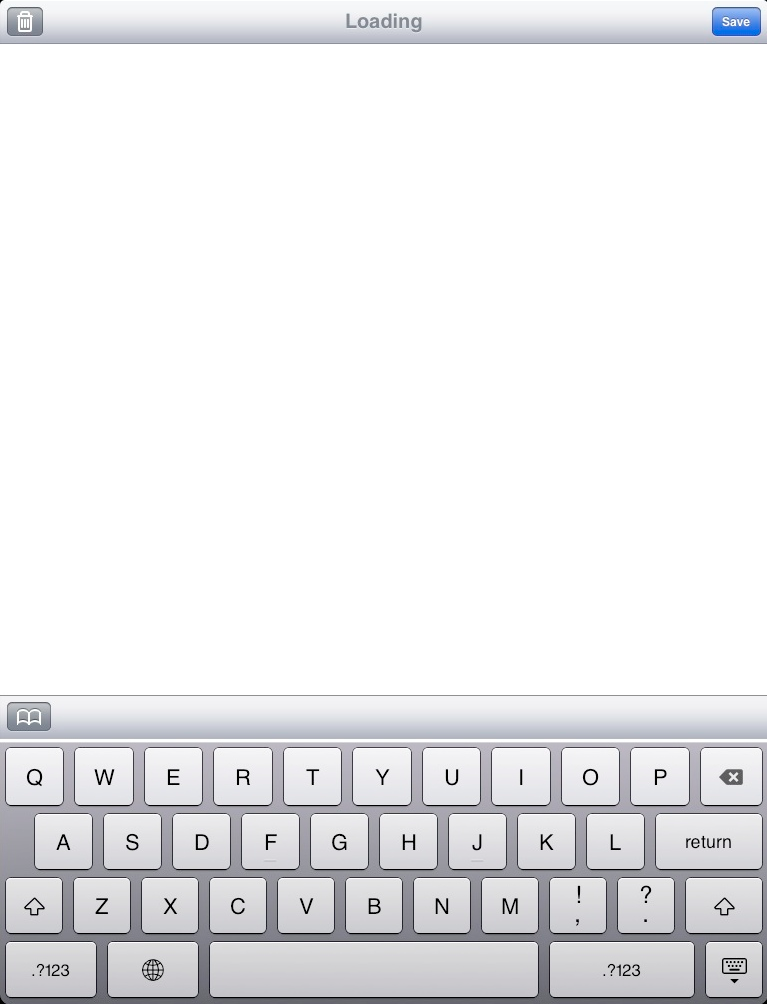 Loading
Save
Q W E R T Y U I O P
A S D F G H J K L return
Z X C V B N M ! , ? .
.?123 .?123